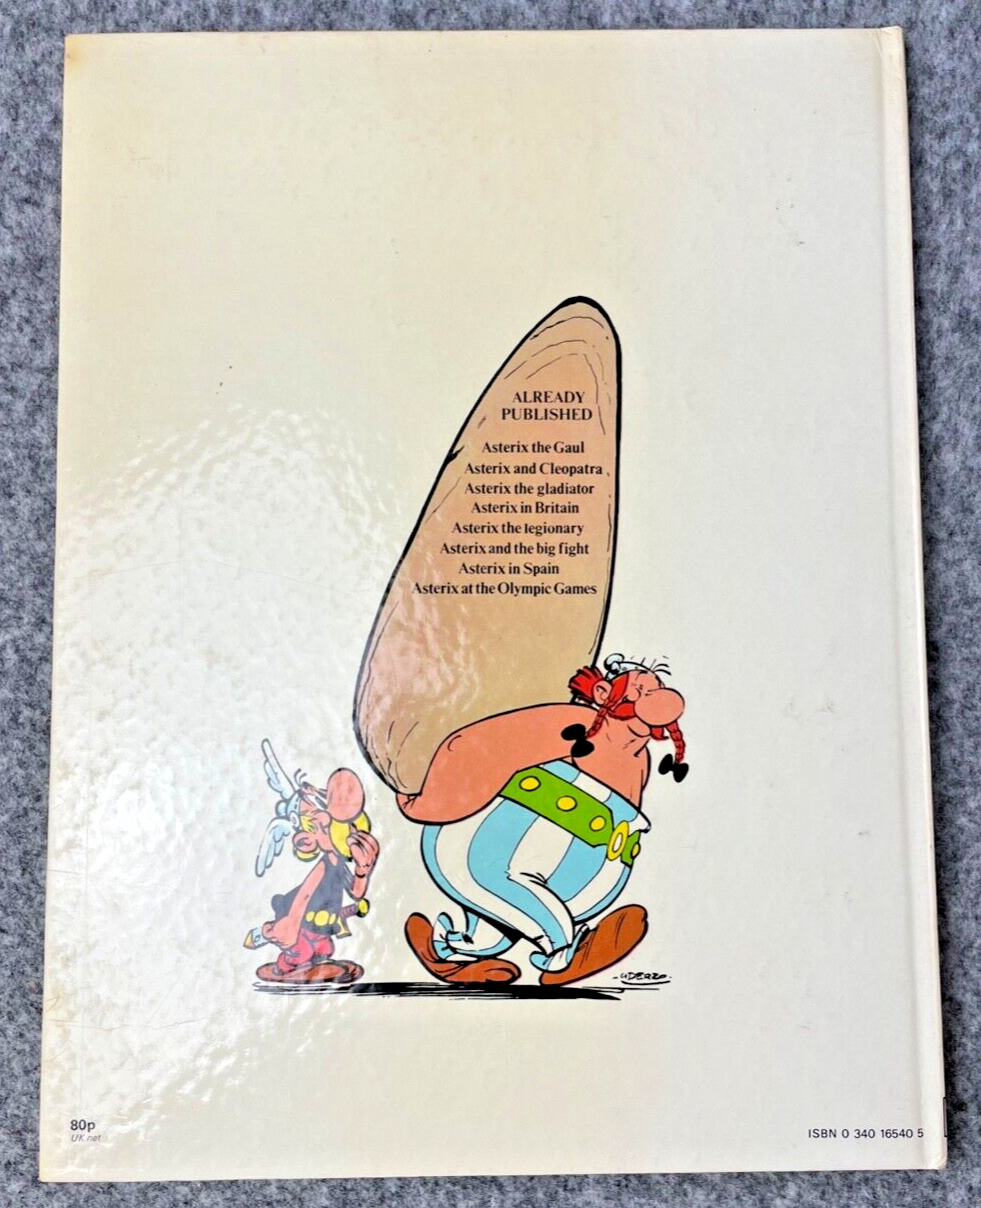 ALREADY
PUBLISHED
Asterix the Gaul
Asterix and Cleopatra
Asterix the gladiator
Asterix in Britain
Asterix the legionary
Asterix and the big fight
Asterix in Spain
Asterix at the Olympic Games
-UDERZO-
80p
UK net
ISBN 0 340 16540 5